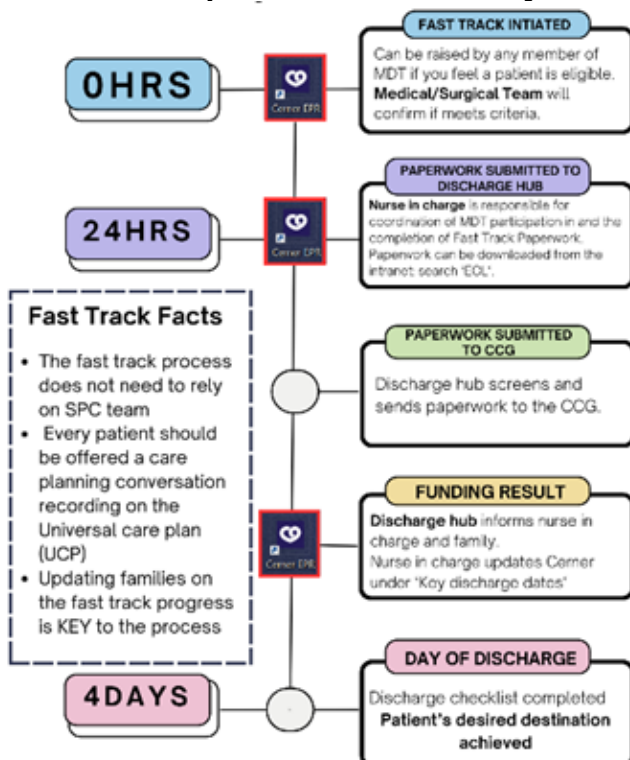 FAST TRACK INTIATED
0HRS
Can be raised by any member of
MDT if you feel a patient is eligible.
Medical/Surgical Team will
confirm if meets criteria.
Cerner EPR
PAPERWORK SUBMITTED TO
DISCHARGE HUB
24HRS
Nurse in charge is responsible for
coordination of MDT participation in and the
completion of Fast Track Paperwork.
Paperwork can be downloaded from the
intranet: search 'EOL'.
Cerner EPR
Fast Track Facts
• The fast track process
does not need to rely
on SPC team
• Every patient should
be offered a care
planning conversation
recording on the
Universal care plan
(UCP)
• Updating families on
the fast track progress
is KEY to the process
PAPERWORK SUBMITTED
TO CCG
Discharge hub screens and
sends paperwork to the CCG.
FUNDING RESULT
Discharge hub informs nurse in
charge and family.
Nurse in charge updates Cerner
under 'Key discharge dates'
Cerner EPR
DAY OF DISCHARGE
4DAYS
Discharge checklist completed
Patient's desired destination
achieved